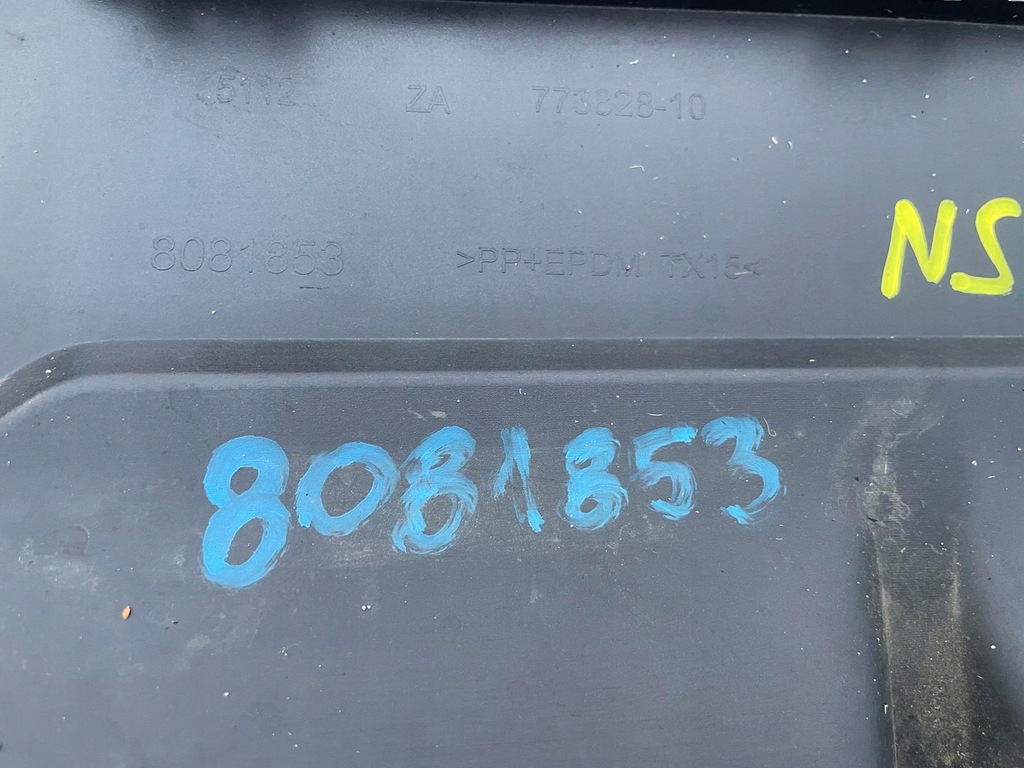 5112 ZA 773828-10
8081853 >PP+EPDM TX15<
NS
8081853